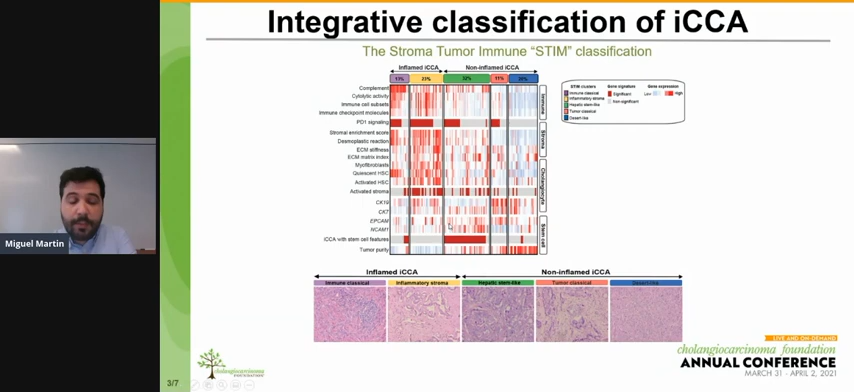 Integrative classification of iCCA
The Stroma Tumor Immune “STIM” classification
Inflamed iCCA
Non-inflamed iCCA
13%
23%
32%
11%
Complement
Cytolytic activity
Immune cell subsets
Immune checkpoint molecules
PD1 signaling
Stromal enrichment score
Desmoplastic reaction
ECM stiffness
ECM matrix index
Myofibroblasts
Quiescent HSC
Activated HSC
Activated stroma
CK19
CK7
EPCAM
NCAM1
iCCA with stem cell features
Tumor purity
Immune
Stroma
Cholangiocyte
Stem cell
STIM clusters
Immune classical
Inflammatory stroma
Hepatic stem-like
Tumor classical
Desert-like
Gene signature
Significant
Non-significant
Gene expression
Low
High
Inflamed iCCA
Non-inflamed iCCA
Immune classical
Inflammatory stroma
Hepatic stem-like
Tumor classical
Desert-like
Miguel Martin
3/7
cholangiocarcinoma
LIVE AND ON-DEMAND
cholangiocarcinoma foundation
ANNUAL CONFERENCE
MARCH 31 - APRIL 2, 2021